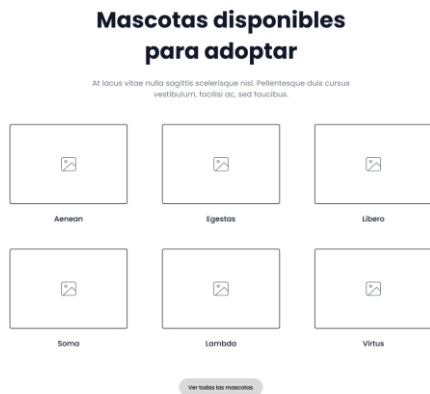 Mascotas disponibles
para adoptar
At lacus vitae nulla sagittis scelerisque nisl. Pellentesque duis cursus
vestibulum, facilisi ac, sed faucibus.
Aenean
Egestas
Libero
Soma
Lambda
Virtus
Ver todas las mascotas